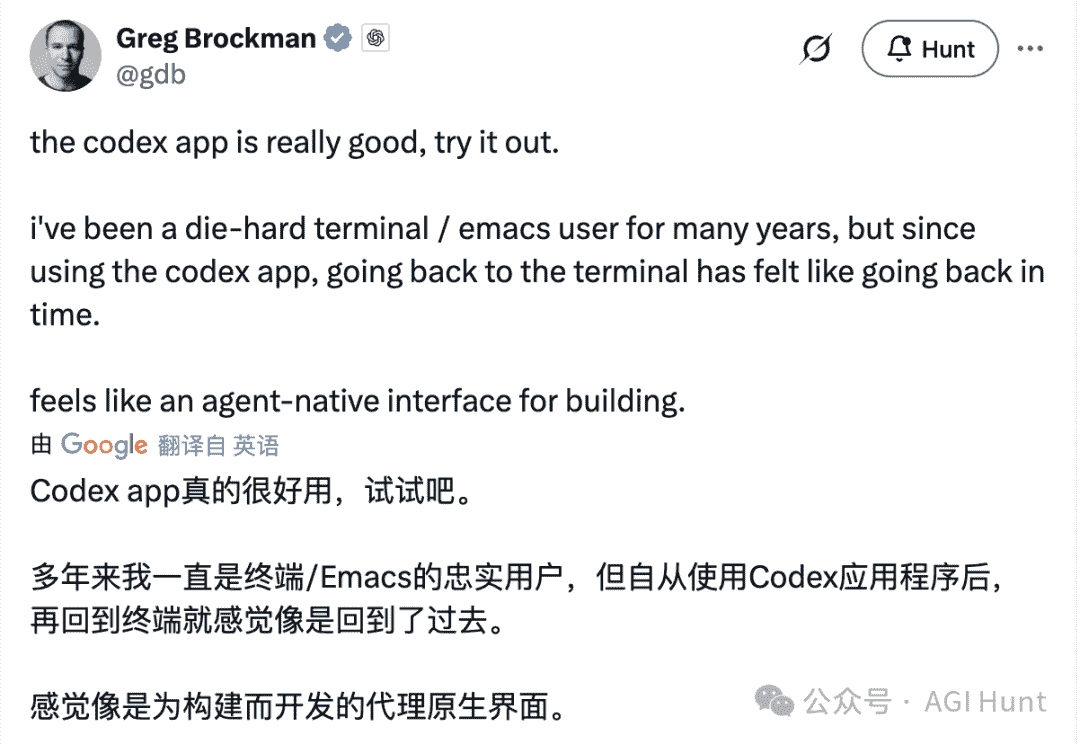 Greg Brockman
@gdb
Hunt
the codex app is really good, try it out.
i've been a die-hard terminal / emacs user for many years, but since
using the codex app, going back to the terminal has felt like going back in
time.
feels like an agent-native interface for building.
由 Google 翻译自 英语
Codex app真的很好用，试试吧。
多年来我一直是终端/Emacs的忠实用户，但自从使用Codex应用程序后，
再回到终端就感觉像是回到了过去。
感觉像是为构建而开发的代理原生界面。
公众号 · AGI Hunt